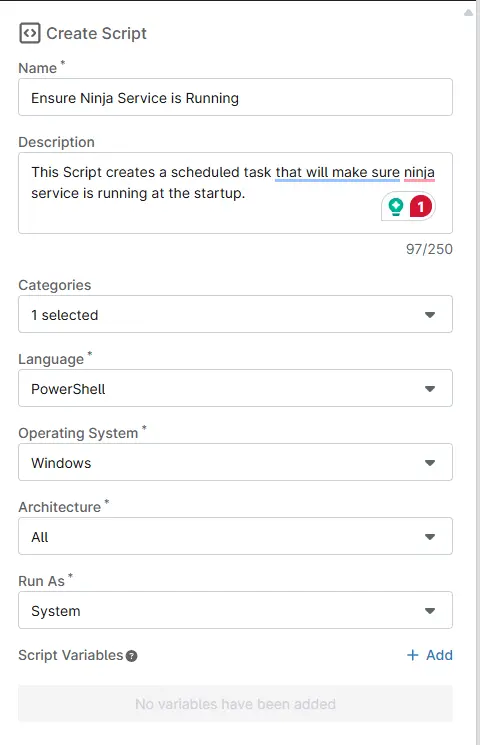 Create Script
Name *
Ensure Ninja Service is Running
Description
This Script creates a scheduled task that will make sure ninja
service is running at the startup.
1
97/250
Categories
1 selected
Language *
PowerShell
Operating System *
Windows
Architecture *
All
Run As *
System
Script Variables ? + Add
No variables have been added